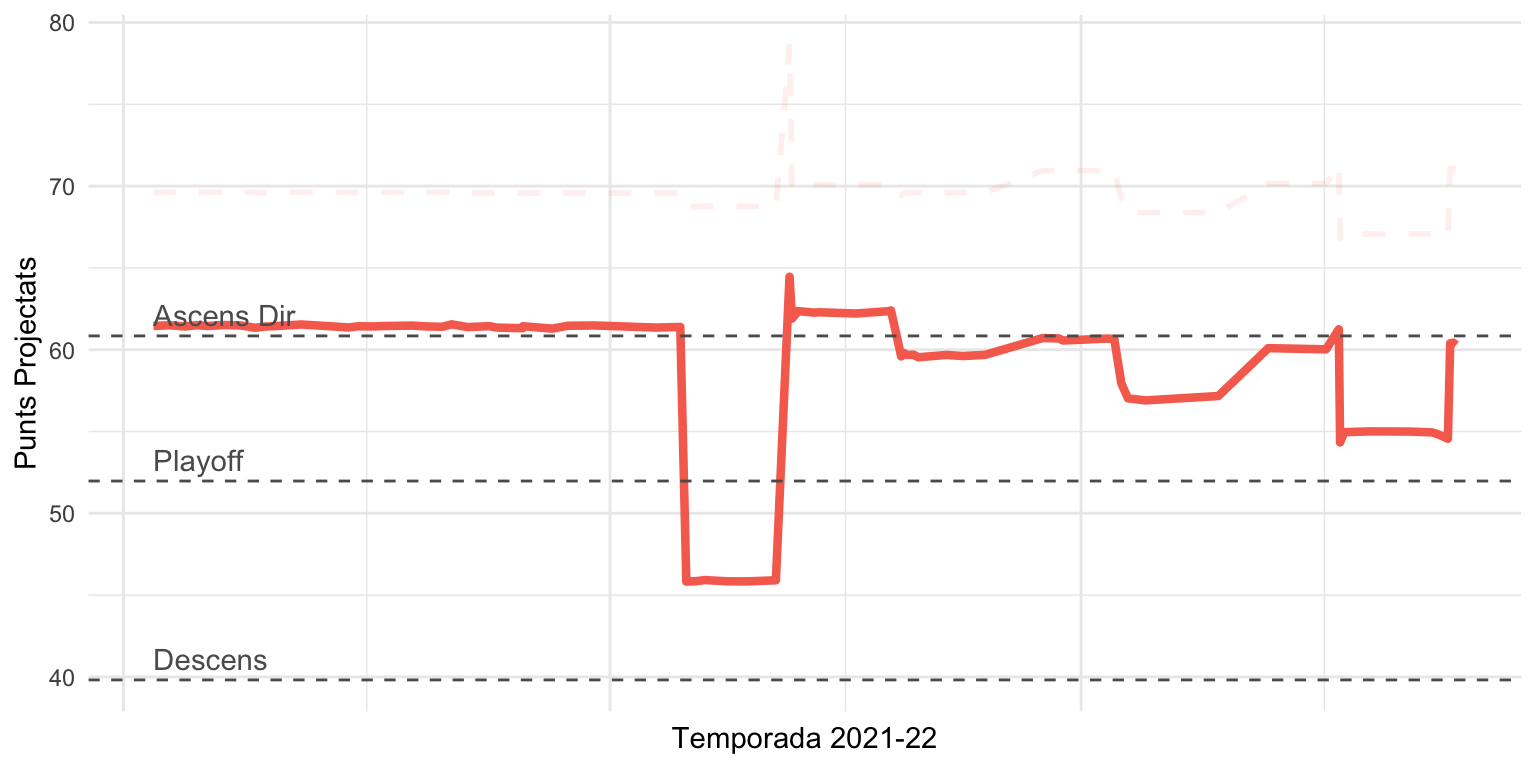 80
70
60
50
40
Punts Projectats
Ascens Dir
Playoff
Descens
Temporada 2021-22